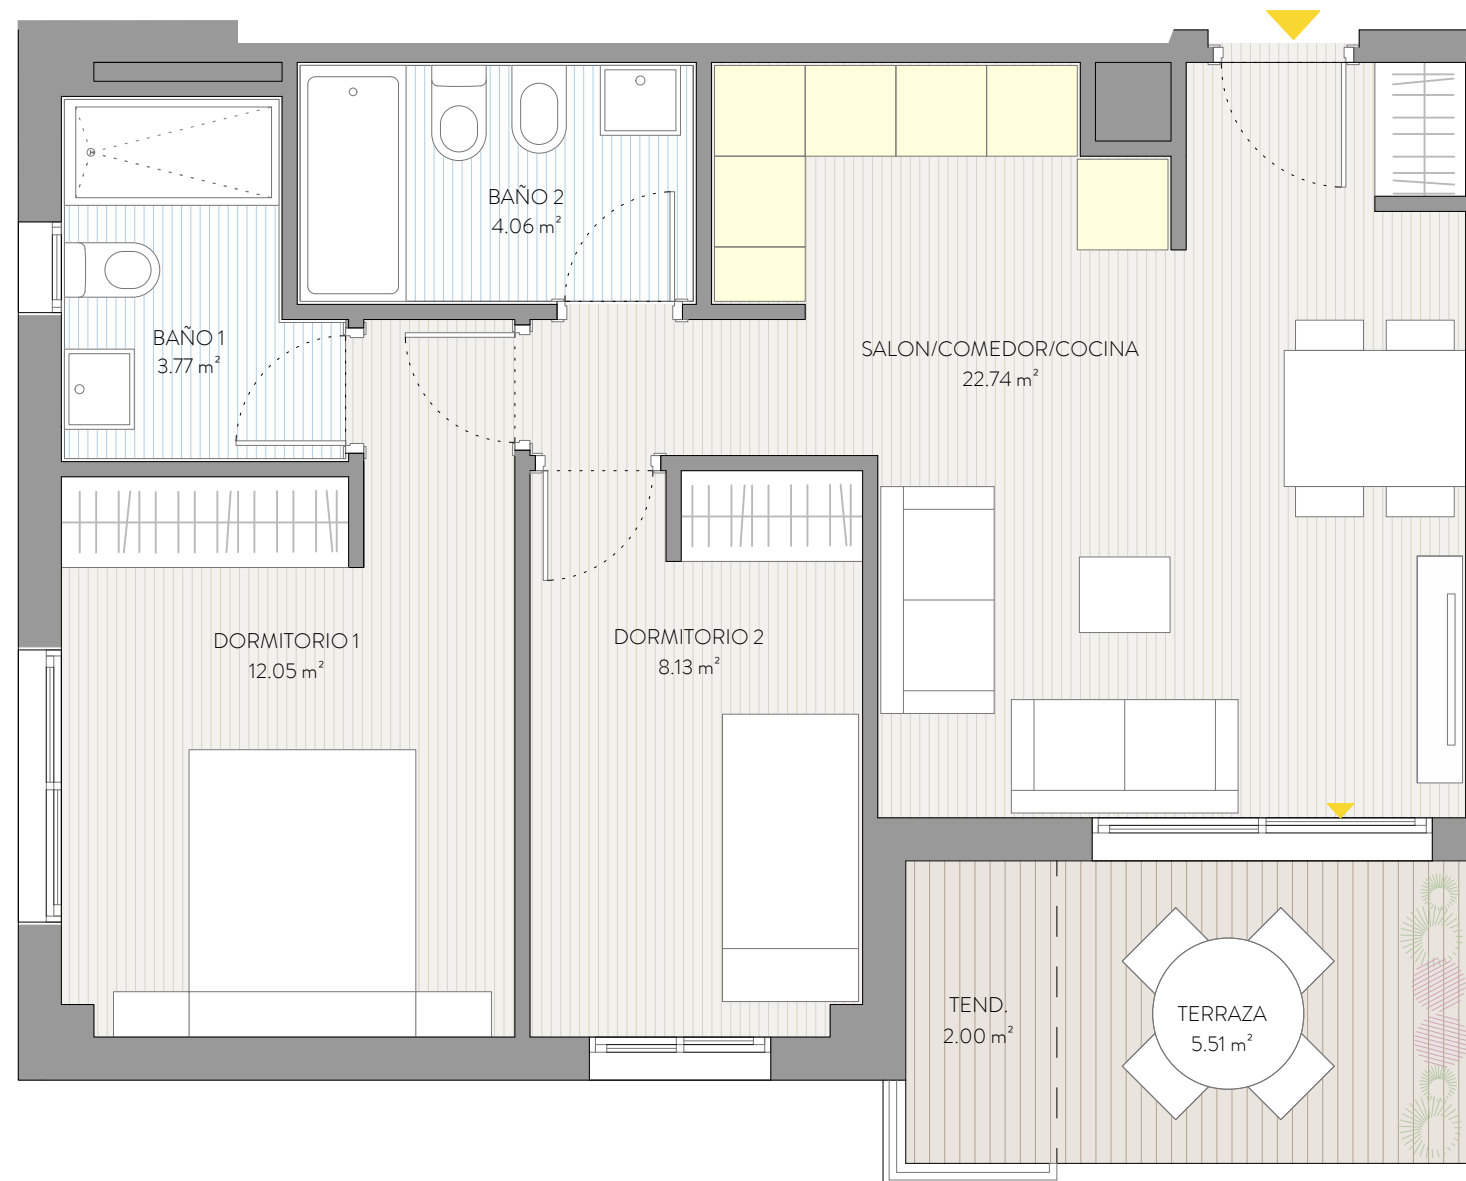 BAÑO 2
4.06 m²
BAÑO 1
3.77 m²
SALON/COMEDOR/COCINA
22.74 m²
DORMITORIO 1
12.05 m²
DORMITORIO 2
8.13 m²
TEND.
2.00 m²
TERRAZA
5.51 m²